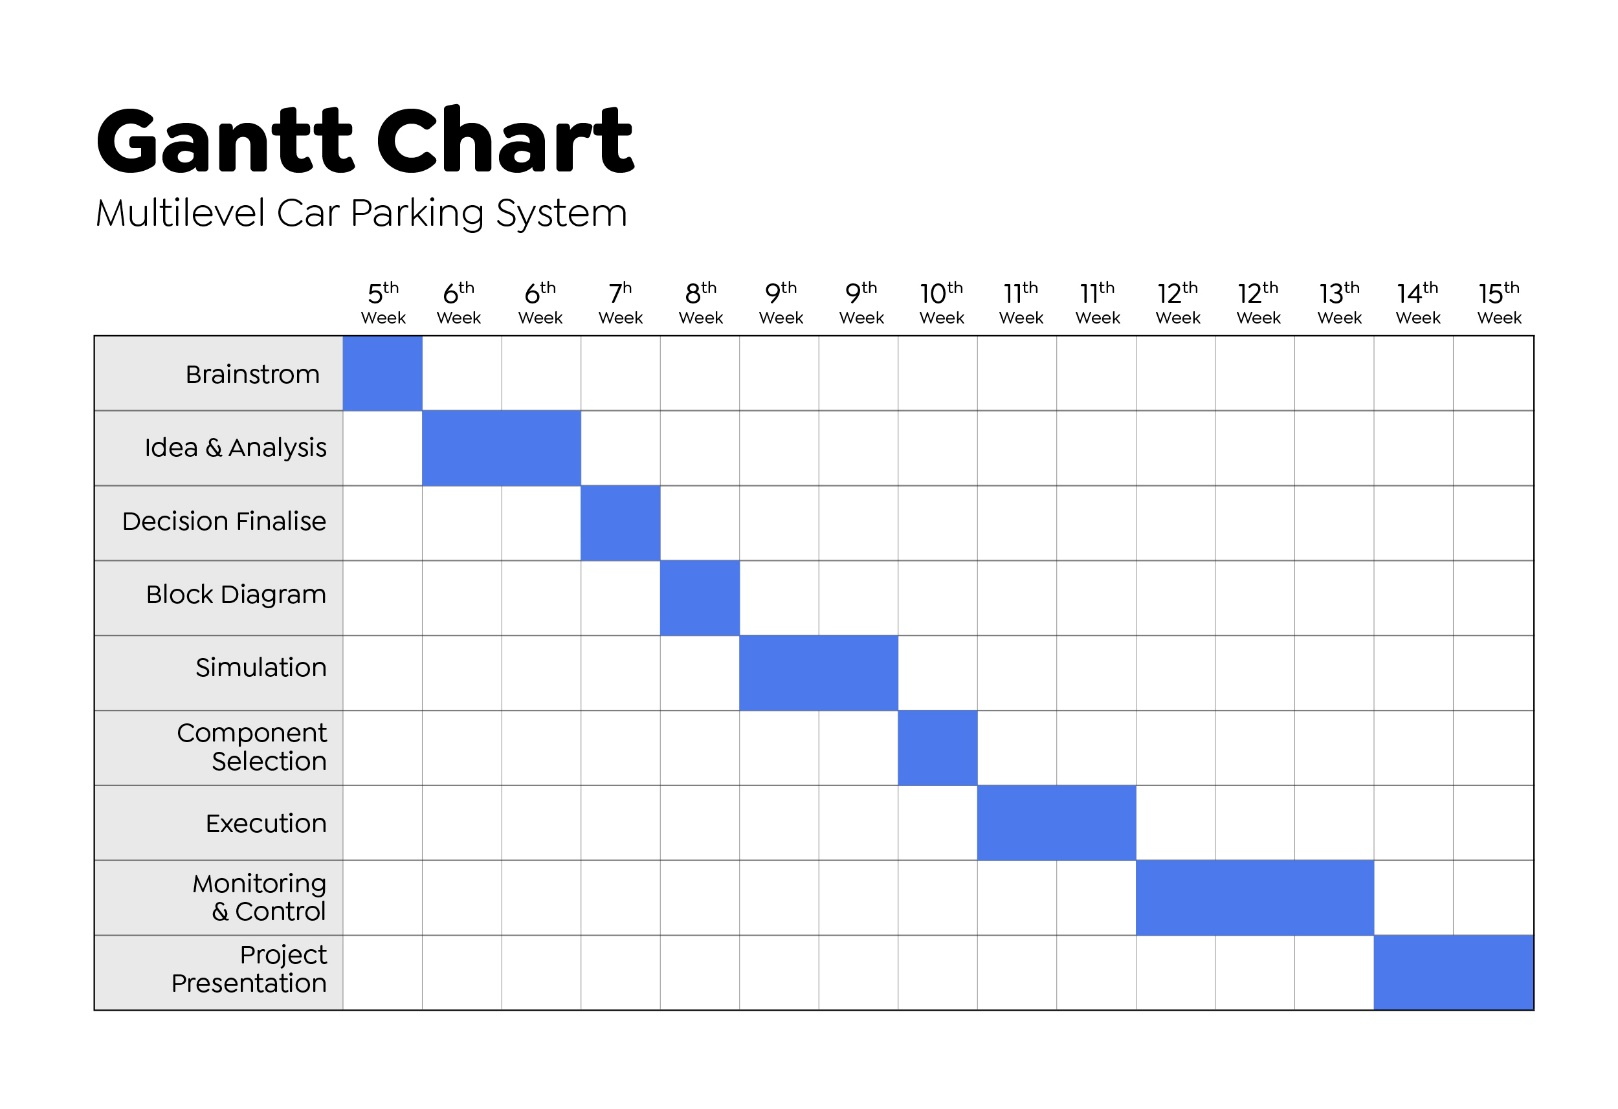 Gantt Chart
Multilevel Car Parking System
5th 6th 6th 7h 8th 9th 9th 10th 11th 11th 12th 12th 13th 14th 15th
Week Week Week Week Week Week Week Week Week Week Week Week Week Week Week
Brainstrom
Idea & Analysis
Decision Finalise
Block Diagram
Simulation
Component
Selection
Execution
Monitoring
& Control
Project
Presentation